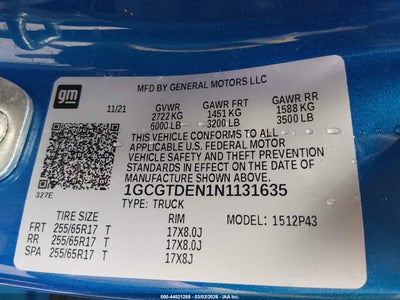 MFD BY GENERAL MOTORS LLC
gm
11/21
GVWR GAWR FRT GAWR RR
2722 KG 1451 KG 1588 KG
6000 LB 3200 LB 3500 LB
THIS VEHICLE CONFORMS TO ALL
APPLICABLE U.S. FEDERAL MOTOR
VEHICLE SAFETY AND THEFT PREVENTION
STANDARDS IN EFFECT ON THE DATE OF
MANUFACTURE SHOWN ABOVE.
1GCGTDEN1N1131635
327E
TYPE: TRUCK
TIRE SIZE RIM MODEL: 1512P43
FRT 255/65R17 T 17X8.0J
RR 255/65R17 T 17X8.0J
SPA 255/65R17 T 17X8J
000-44521288 - 03/03/2026 - IAA Inc.